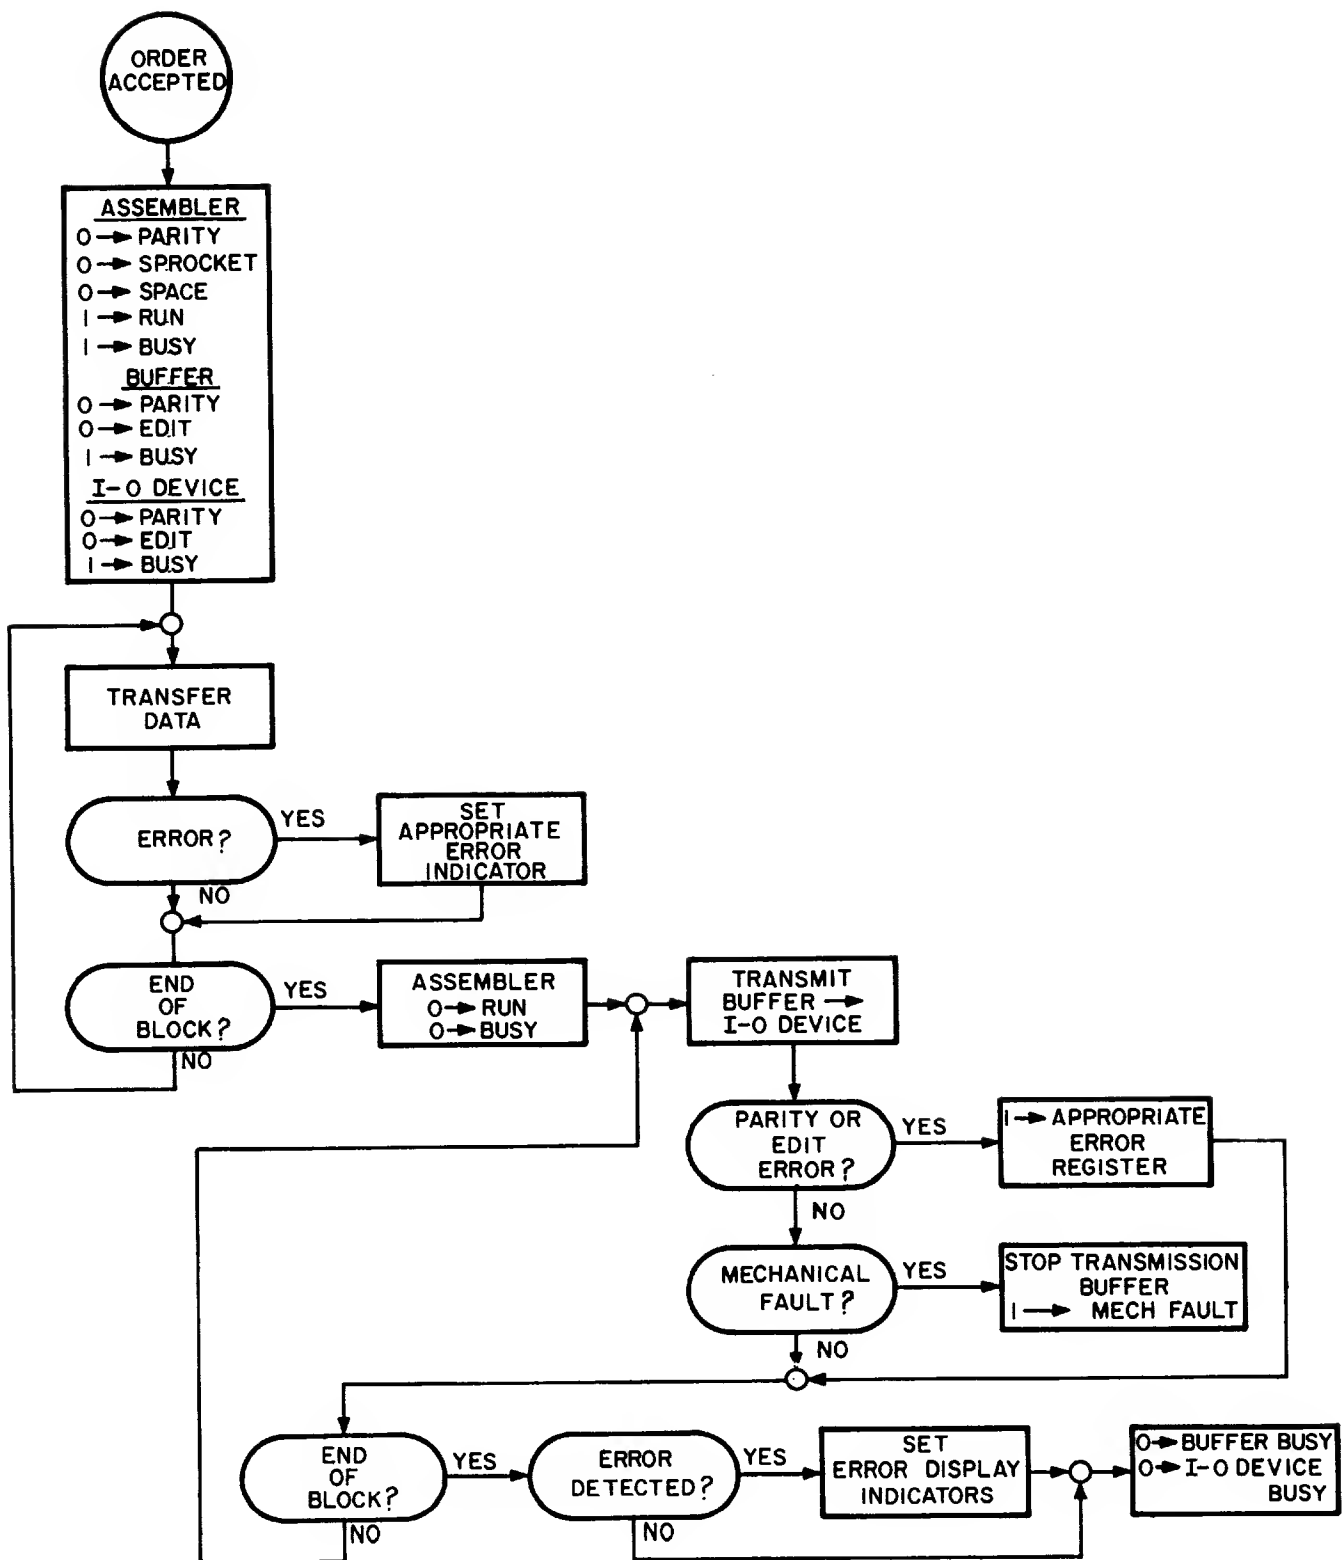 ORDER
ACCEPTED
ASSEMBLER
0 → PARITY
0 → SPROCKET
0 → SPACE
1 → RUN
1 → BUSY
BUFFER
0 → PARITY
0 → EDIT
1 → BUSY
I-O DEVICE
0 → PARITY
0 → EDIT
1 → BUSY
TRANSFER
DATA
ERROR?
YES
SET
APPROPRIATE
ERROR
INDICATOR
NO
END
OF
BLOCK?
YES
NO
ASSEMBLER
0 → RUN
0 → BUSY
TRANSMIT
BUFFER →
I-O DEVICE
PARITY OR
EDIT
ERROR?
YES
1 → APPROPRIATE
ERROR
REGISTER
NO
MECHANICAL
FAULT?
YES
STOP TRANSMISSION
BUFFER
1 → MECH FAULT
NO
END
OF
BLOCK?
YES
NO
ERROR
DETECTED?
YES
NO
SET
ERROR DISPLAY
INDICATORS
0 → BUFFER BUSY
0 → I-O DEVICE
BUSY